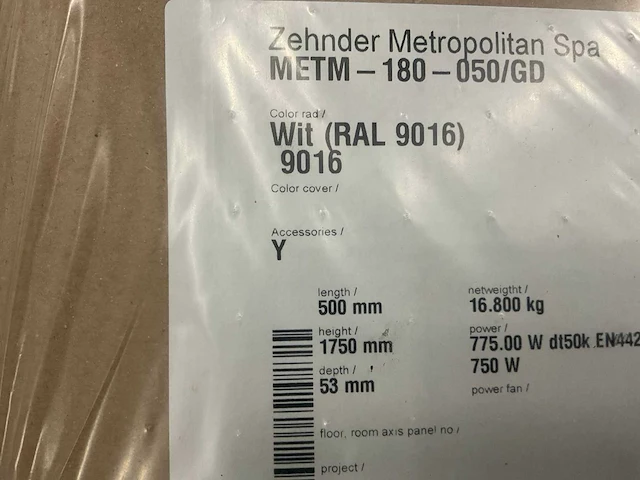 Zehnder Metropolitan Spa
METM – 180 – 050/GD
Color rad /
Wit (RAL 9016)
9016
Color cover /
Accessories /
Y
length /
500 mm
netweigtht /
16.800 kg
height /
1750 mm
power /
775.00 W dt50k EN442
750 W
depth /
53 mm
power fan /
floor, room axis panel no /
project /